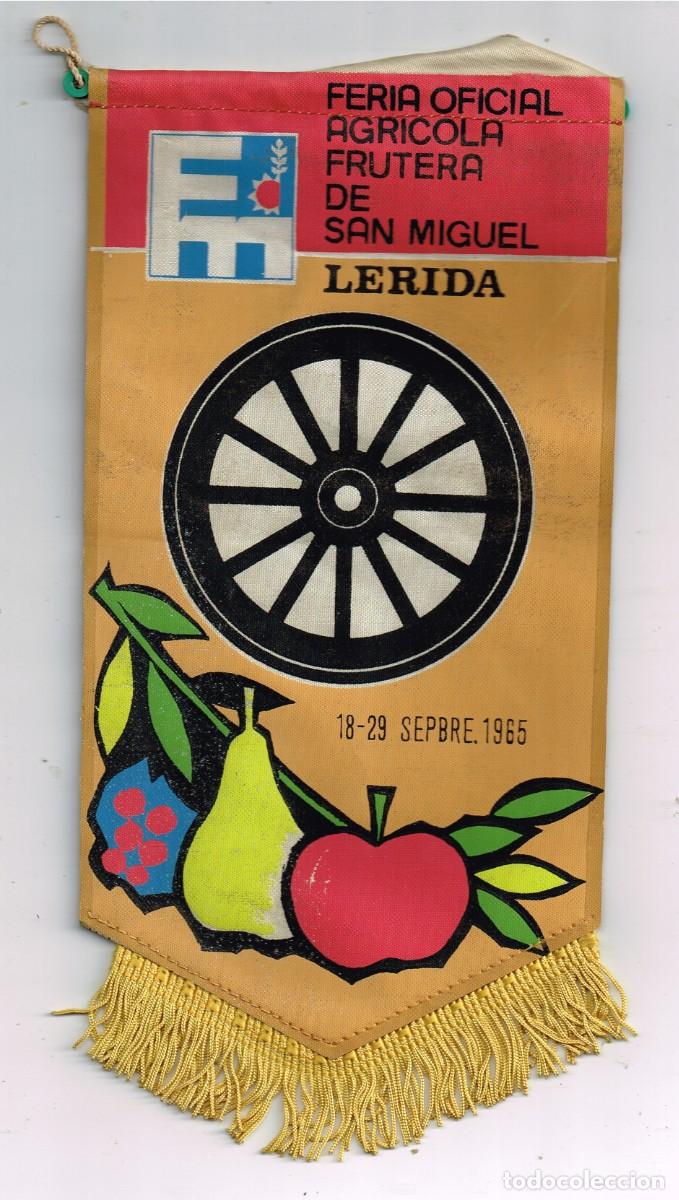 FERIA OFICIAL
AGRICOLA
FRUTERA
DE
SAN MIGUEL
LERIDA
18-29 SEPBRE. 1965
todocoleccion